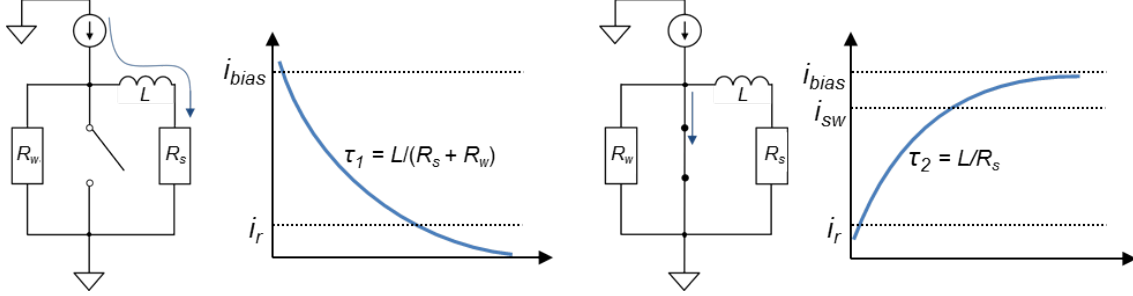 L
R_w
R_s
i_bias
i_r
τ_1 = L/(R_s + R_w)
L
R_w
R_s
i_bias
i_sw
i_r
τ_2 = L/R_s